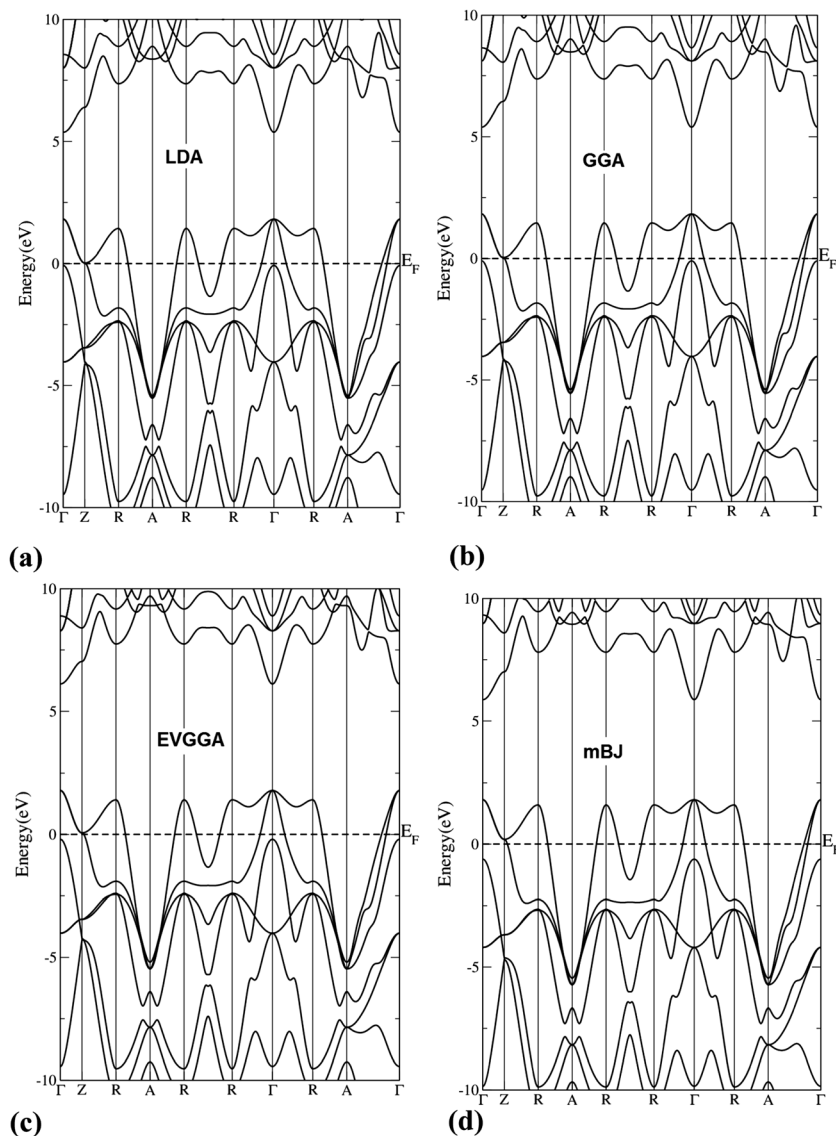 10
5
0
-5
-10
Energy(eV)
LDA
E_F
Γ Z R A R R Γ R A Γ
(a)
10
5
0
-5
-10
Energy(eV)
GGA
E_F
Γ Z R A R R Γ R A Γ
(b)
10
5
0
-5
-10
Energy(eV)
EVGGA
E_F
Γ Z R A R R Γ R A Γ
(c)
10
5
0
-5
-10
Energy(eV)
mBJ
E_F
Γ Z R A R R Γ R A Γ
(d)